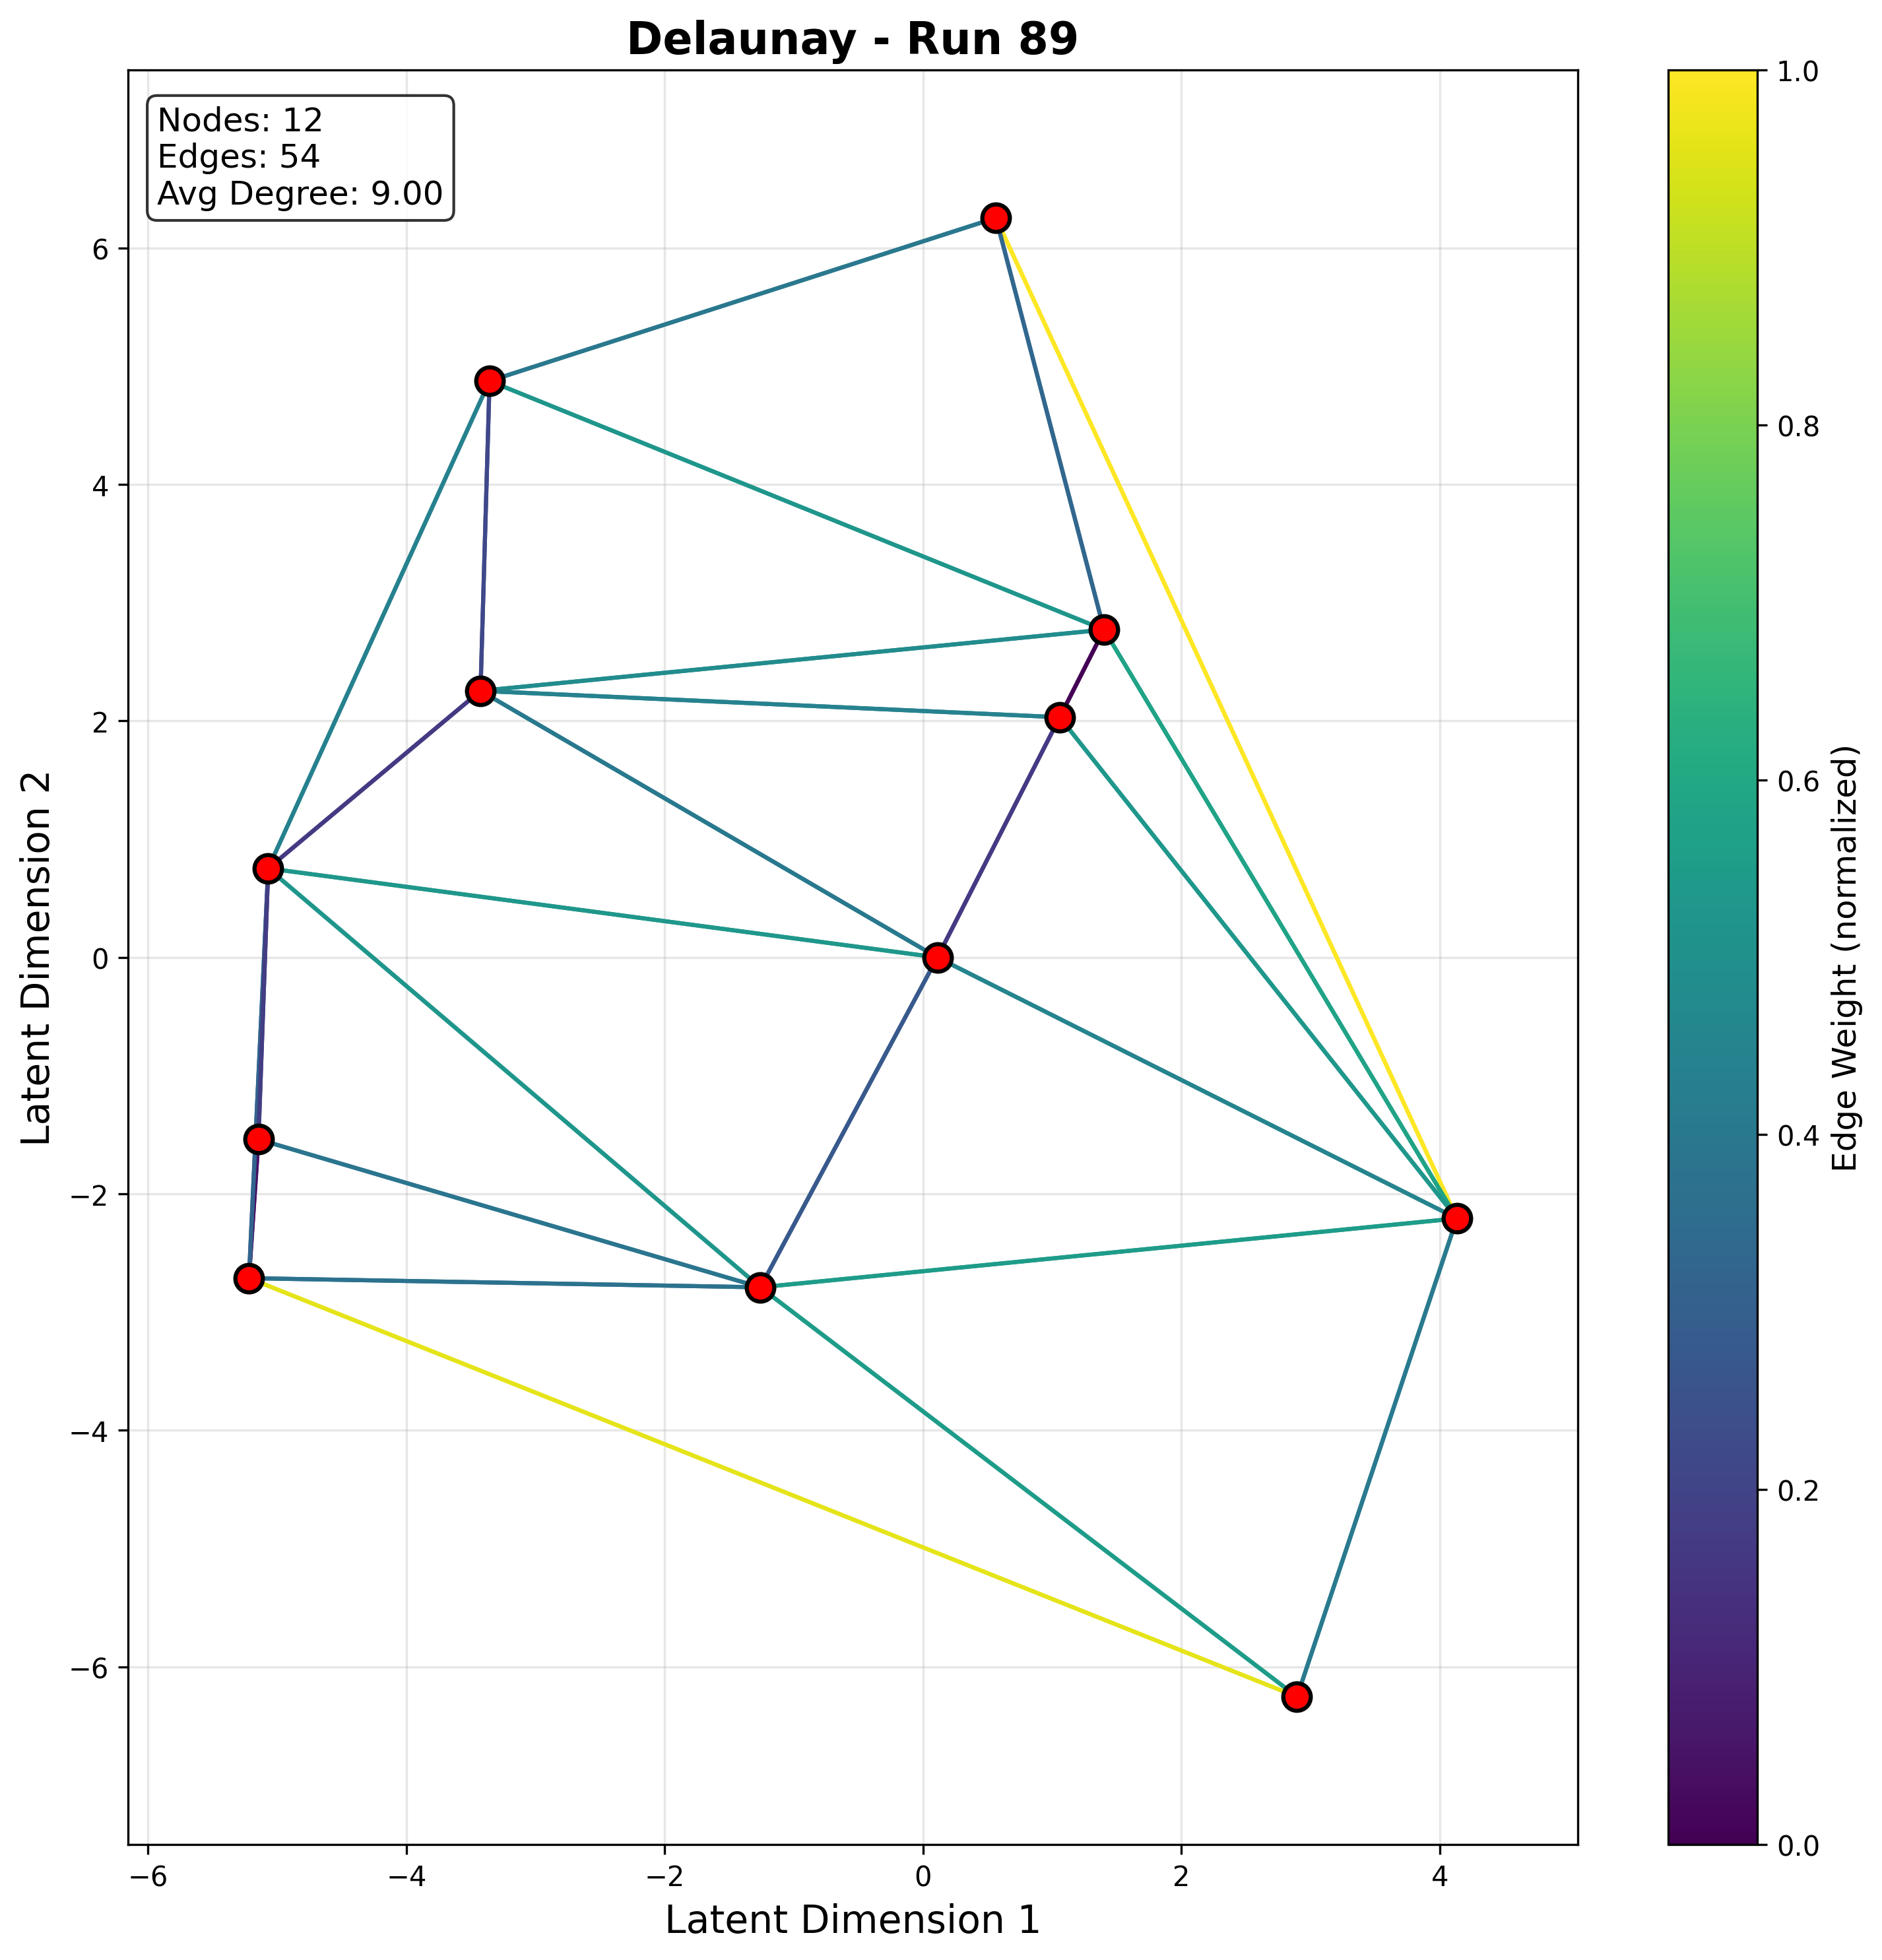 Delaunay - Run 89
Nodes: 12
Edges: 54
Avg Degree: 9.00
6
4
2
0
−2
−4
−6
−6
−4
−2
0
2
4
Latent Dimension 1
Latent Dimension 2
1.0
0.8
0.6
0.4
0.2
0.0
Edge Weight (normalized)